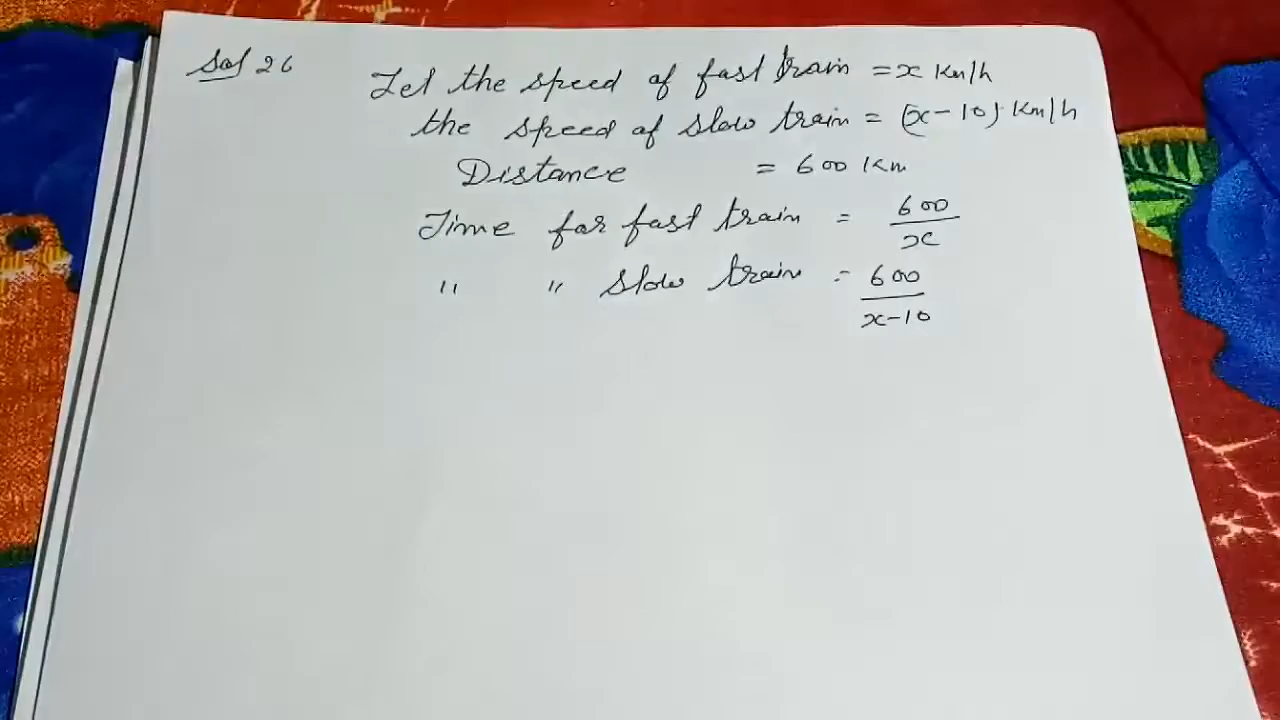 Sol 26
Let the speed of fast train = x Km/h
the speed of slow train = (x-10) Km/h
Distance = 600 Km
Time for fast train = 600/x
" " slow train = 600/x-10